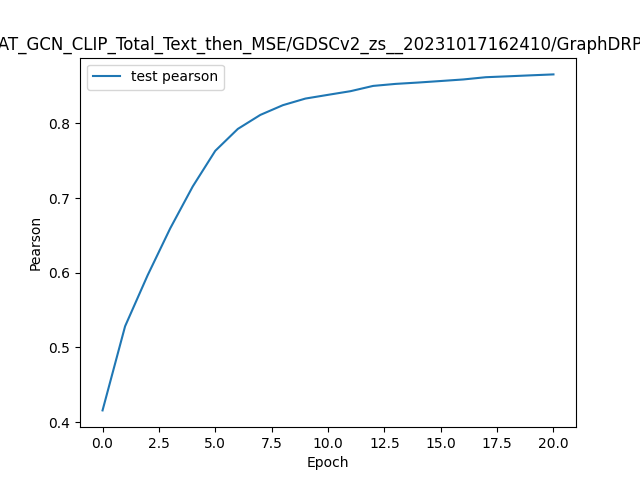 AT_GCN_CLIP_Total_Text_then_MSE/GDSCv2_zs__20231017162410/GraphDRP
test pearson
0.8
0.7
0.6
0.5
0.4
Pearson
0.0 2.5 5.0 7.5 10.0 12.5 15.0 17.5 20.0
Epoch